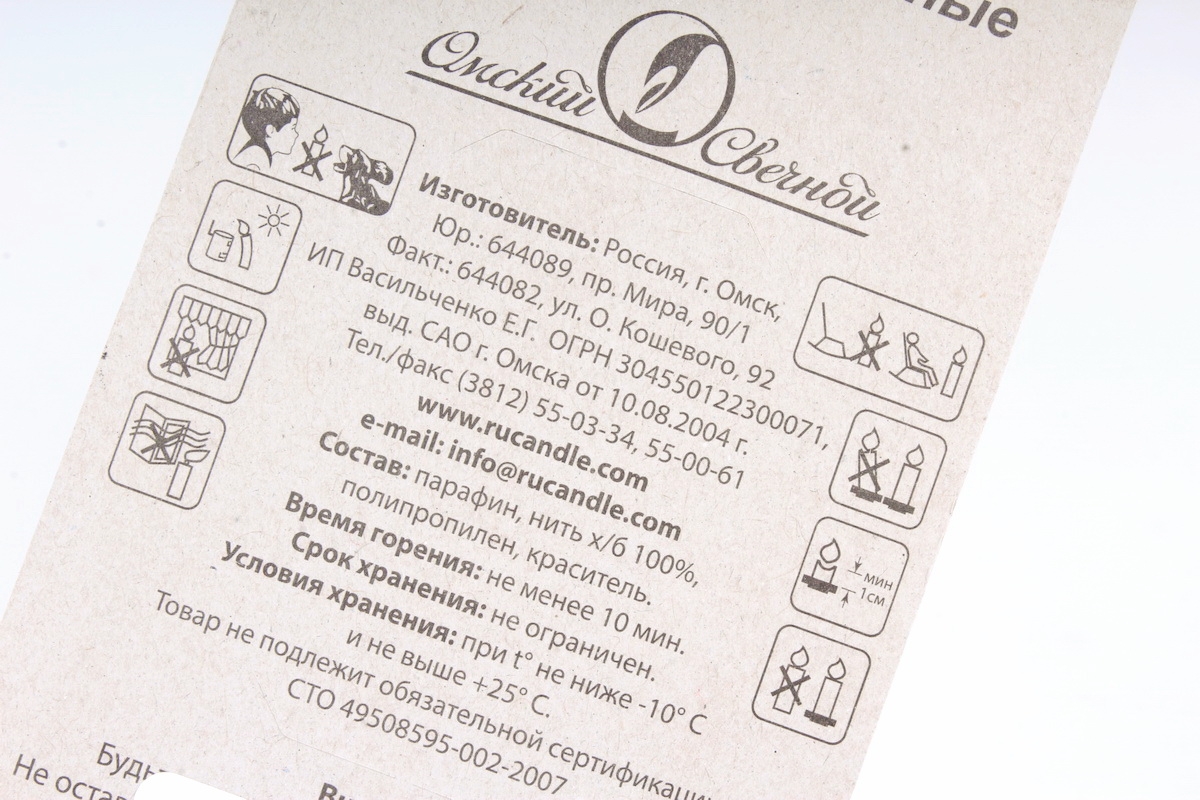 Омский Свечной
Изготовитель: Россия, г. Омск,
Юр.: 644089, пр. Мира, 90/1
Факт.: 644082, ул. О. Кошевого, 92
ИП Васильченко Е.Г. ОГРН 304550122300071,
выд. САО г. Омска от 10.08.2004 г.
Тел./факс (3812) 55-03-34, 55-00-61
www.rucandle.com
e-mail: info@rucandle.com
Состав: парафин, нить х/б 100%,
полипропилен, краситель.
Время горения: не менее 10 мин.
Срок хранения: не ограничен.
Условия хранения: при t° не ниже -10° С
и не выше +25° С.
Товар не подлежит обязательной сертификации
СТО 49508595-002-2007
мин
1см
Не